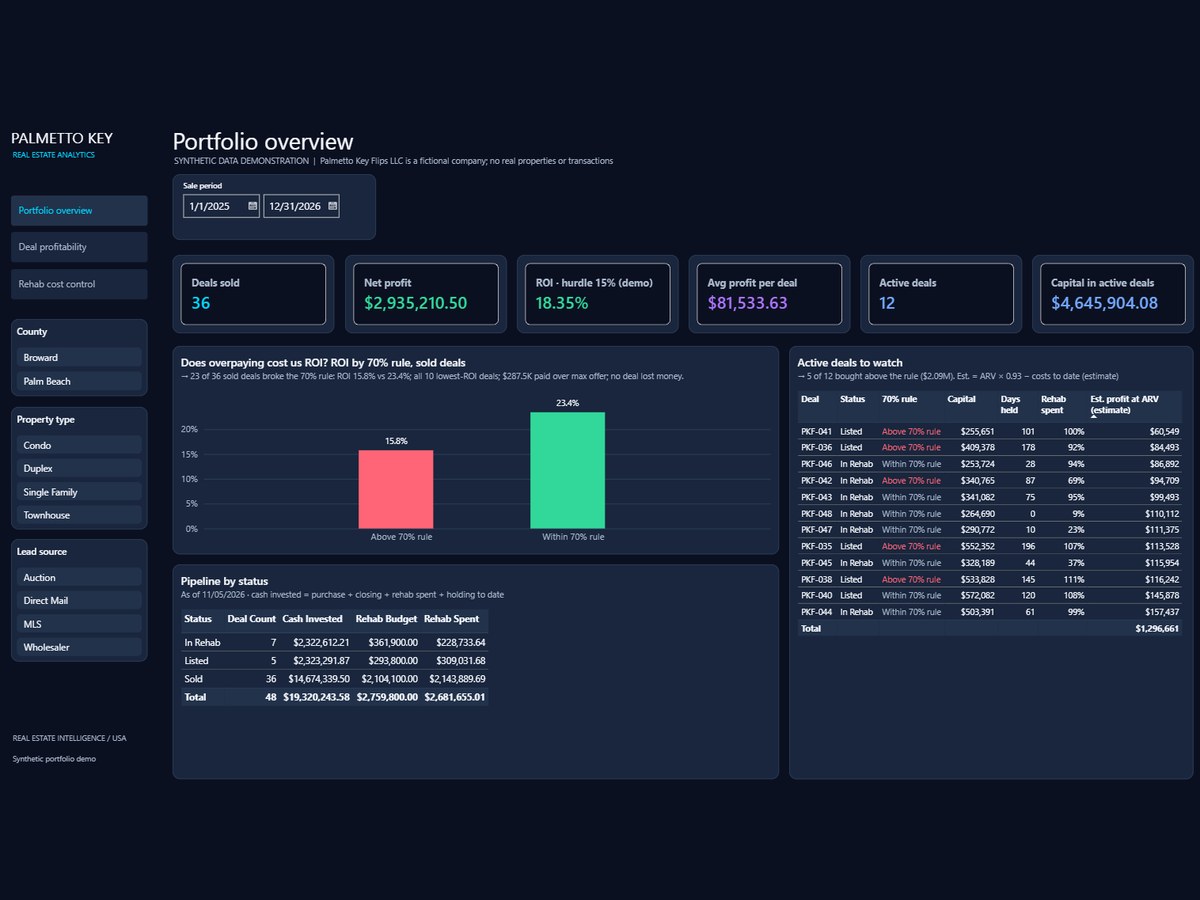 PALMETTO KEY
REAL ESTATE ANALYTICS
Portfolio overview
Deal profitability
Rehab cost control
County
Broward
Palm Beach
Property type
Condo
Duplex
Single Family
Townhouse
Lead source
Auction
Direct Mail
MLS
Wholesaler
REAL ESTATE INTELLIGENCE / USA
Synthetic portfolio demo
Portfolio overview
SYNTHETIC DATA DEMONSTRATION | Palmetto Key Flips LLC is a fictional company; no real properties or transactions
Sale period
1/1/2025 12/31/2026
Deals sold
36
Net profit
$2,935,210.50
ROI - hurdle 15% (demo)
18.35%
Avg profit per deal
$81,533.63
Active deals
12
Capital in active deals
$4,645,904.08
Does overpaying cost us ROI? ROI by 70% rule, sold deals
→ 23 of 36 sold deals broke the 70% rule: ROI 15.8% vs 23.4%; all 10 lowest-ROI deals; $287.5K paid over max offer; no deal lost money.
23.4%
15.8%
20%
15%
10%
5%
0%
Above 70% rule Within 70% rule
Pipeline by status
As of 11/05/2026 · cash invested = purchase + closing + rehab spent + holding to date
Status Deal Count Cash Invested Rehab Budget Rehab Spent
In Rehab 7 $2,322,612.21 $361,900.00 $228,733.64
Listed 5 $2,323,291.87 $293,800.00 $309,031.68
Sold 36 $14,674,339.50 $2,104,100.00 $2,143,889.69
Total 48 $19,320,243.58 $2,759,800.00 $2,681,655.01
Active deals to watch
→ 5 of 12 bought above the rule ($2.09M). Est. = ARV × 0.93 − costs to date (estimate)
Deal Status 70% rule Capital Days held Rehab spent Est. profit at ARV (estimate)
PKF-041 Listed Above 70% rule $255,651 101 100% $60,549
PKF-036 Listed Above 70% rule $409,378 178 92% $84,493
PKF-046 In Rehab Within 70% rule $253,724 28 94% $86,892
PKF-042 In Rehab Above 70% rule $340,765 87 69% $94,709
PKF-043 In Rehab Within 70% rule $341,082 75 95% $99,493
PKF-048 In Rehab Within 70% rule $264,690 0 9% $110,112
PKF-047 In Rehab Within 70% rule $290,772 10 23% $111,375
PKF-035 Listed Above 70% rule $552,352 196 107% $113,528
PKF-045 In Rehab Within 70% rule $328,189 44 37% $115,954
PKF-038 Listed Above 70% rule $533,828 145 111% $116,242
PKF-040 Listed Within 70% rule $572,082 120 108% $145,878
PKF-044 In Rehab Within 70% rule $503,391 61 99% $157,437
Total $1,296,661